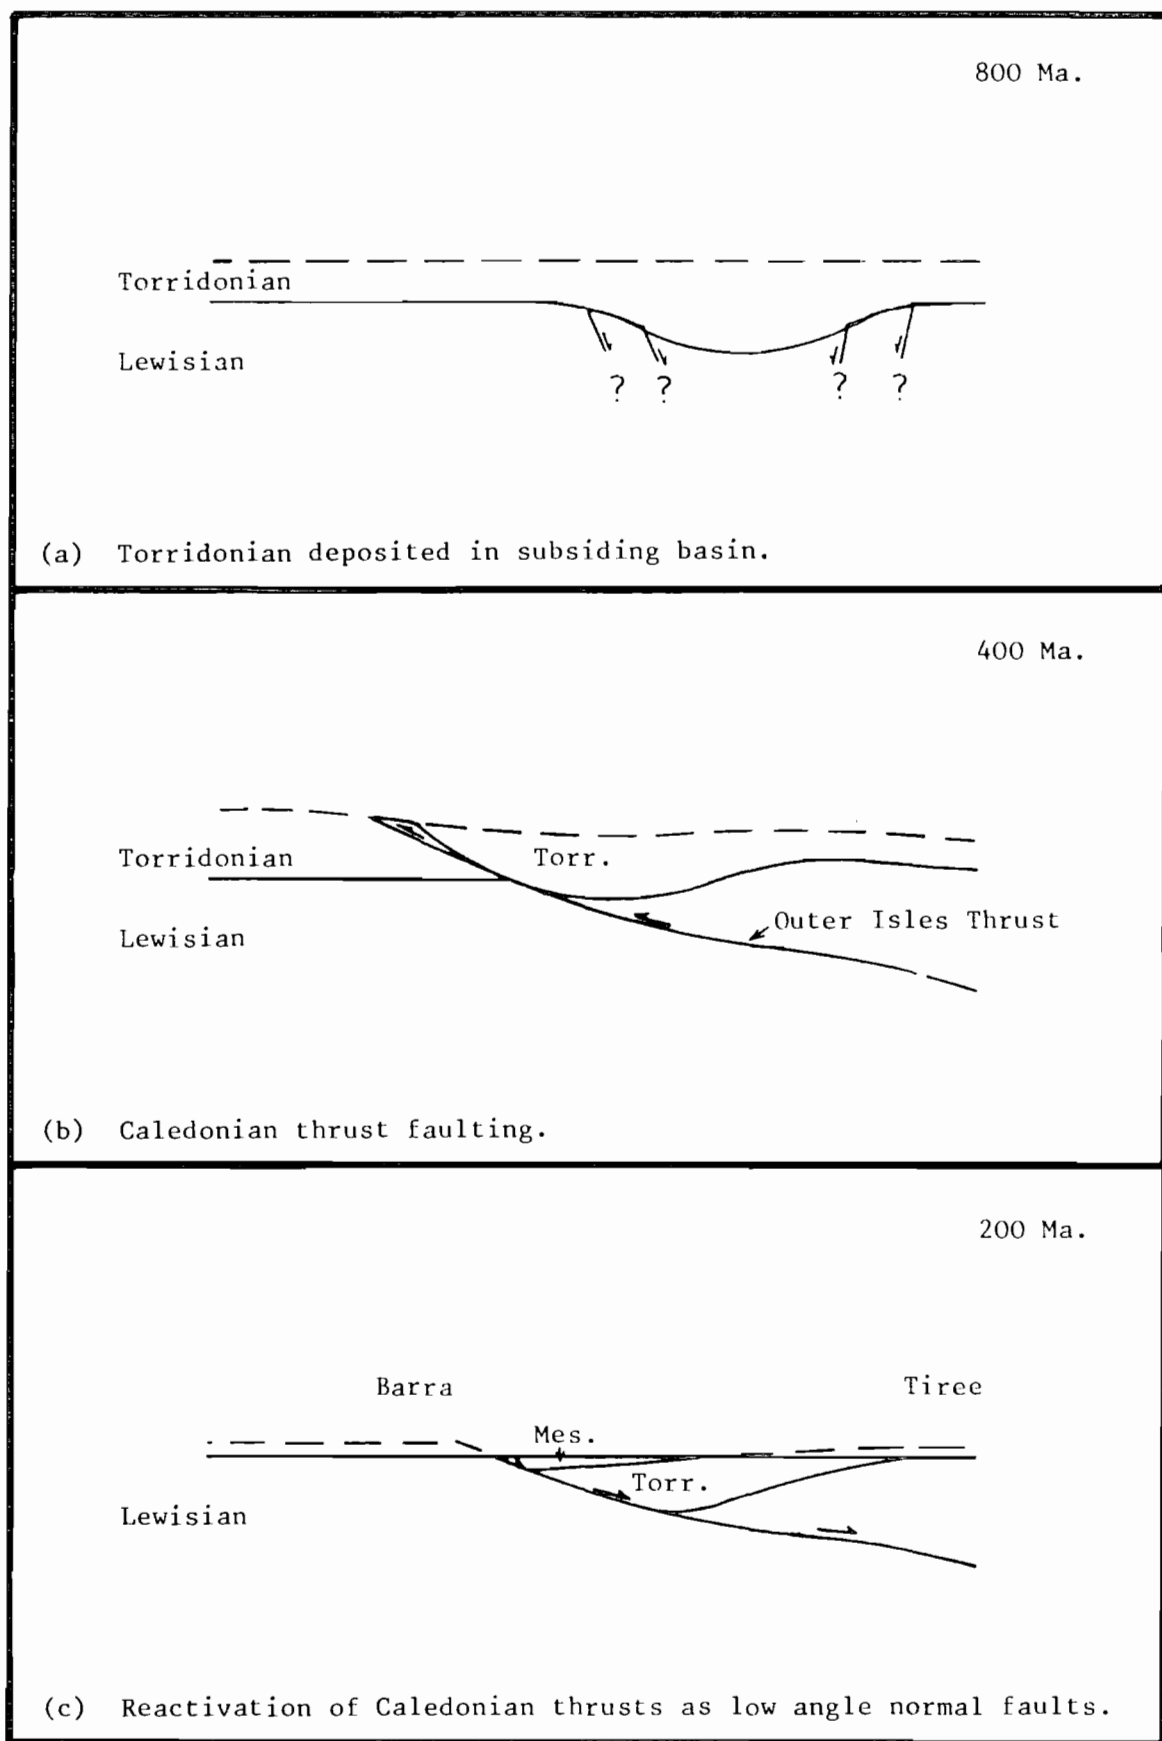 800 Ma.
Torridonian
Lewisian
? ? ? ?
(a) Torridonian deposited in subsiding basin.
400 Ma.
Torridonian
Torr.
Outer Isles Thrust
Lewisian
(b) Caledonian thrust faulting.
200 Ma.
Barra
Tiree
Mes.
Torr.
Lewisian
(c) Reactivation of Caledonian thrusts as low angle normal faults.